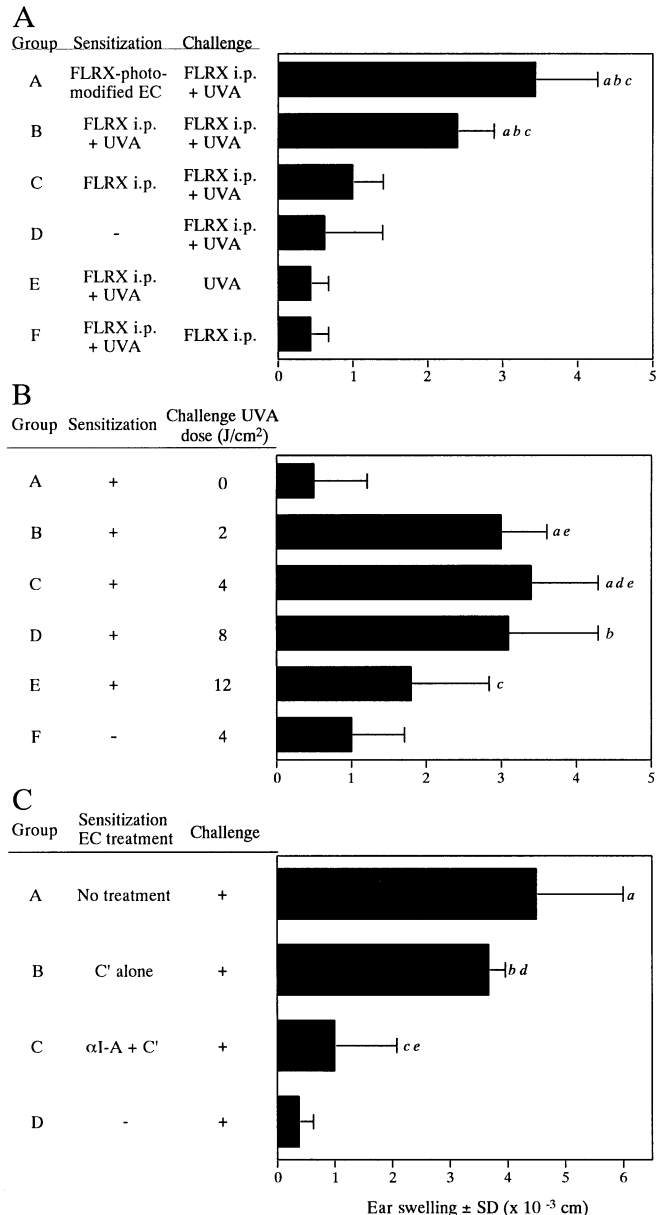 A
Group Sensitization Challenge
A FLRX-photo-modified EC FLRX i.p. + UVA a b c
B FLRX i.p. + UVA FLRX i.p. + UVA a b c
C FLRX i.p. FLRX i.p. + UVA
D - FLRX i.p. + UVA
E FLRX i.p. + UVA UVA
F FLRX i.p. + UVA FLRX i.p.
0 1 2 3 4 5
B
Group Sensitization Challenge UVA dose (J/cm²)
A + 0
B + 2 a e
C + 4 a d e
D + 8 b
E + 12 c
F - 4
0 1 2 3 4 5
C
Group Sensitization EC treatment Challenge
A No treatment + a
B C' alone + b d
C αI-A + C' + c e
D - +
0 1 2 3 4 5 6
Ear swelling ± SD (x 10 -3 cm)